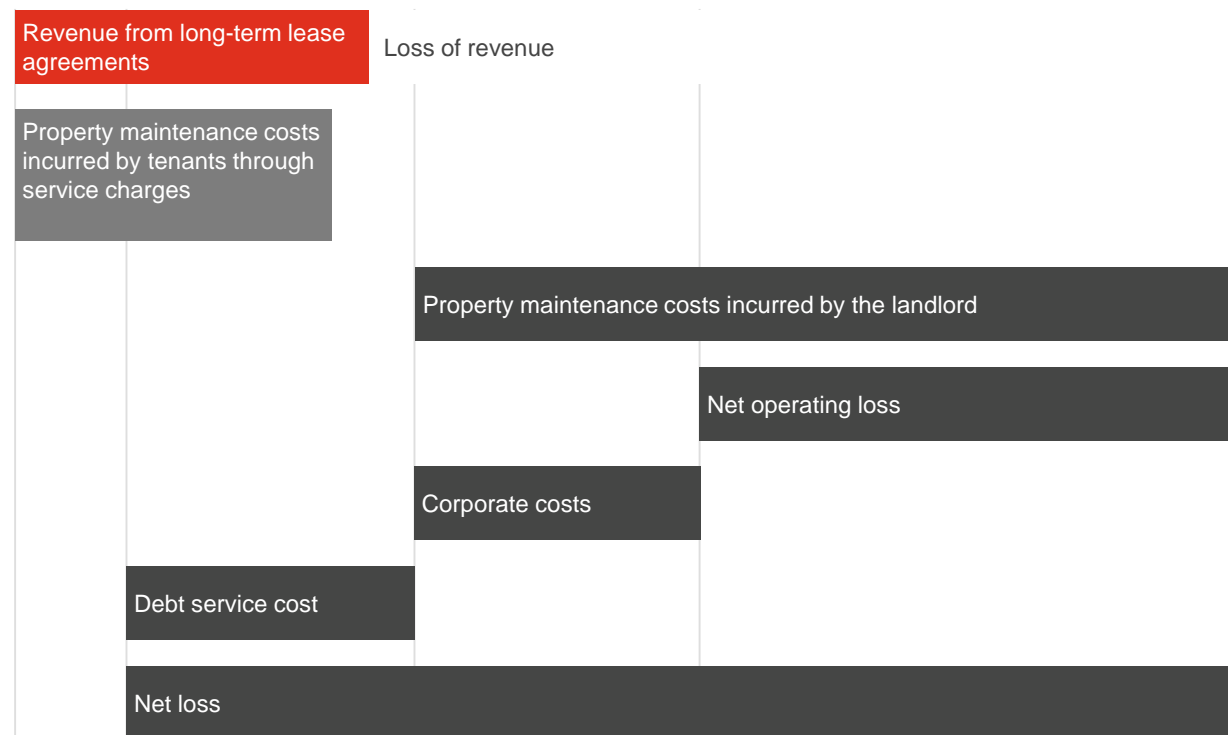 Revenue from long-term lease
agreements
Loss of revenue
Property maintenance costs
incurred by tenants through
service charges
Property maintenance costs incurred by the landlord
Net operating loss
Corporate costs
Debt service cost
Net loss